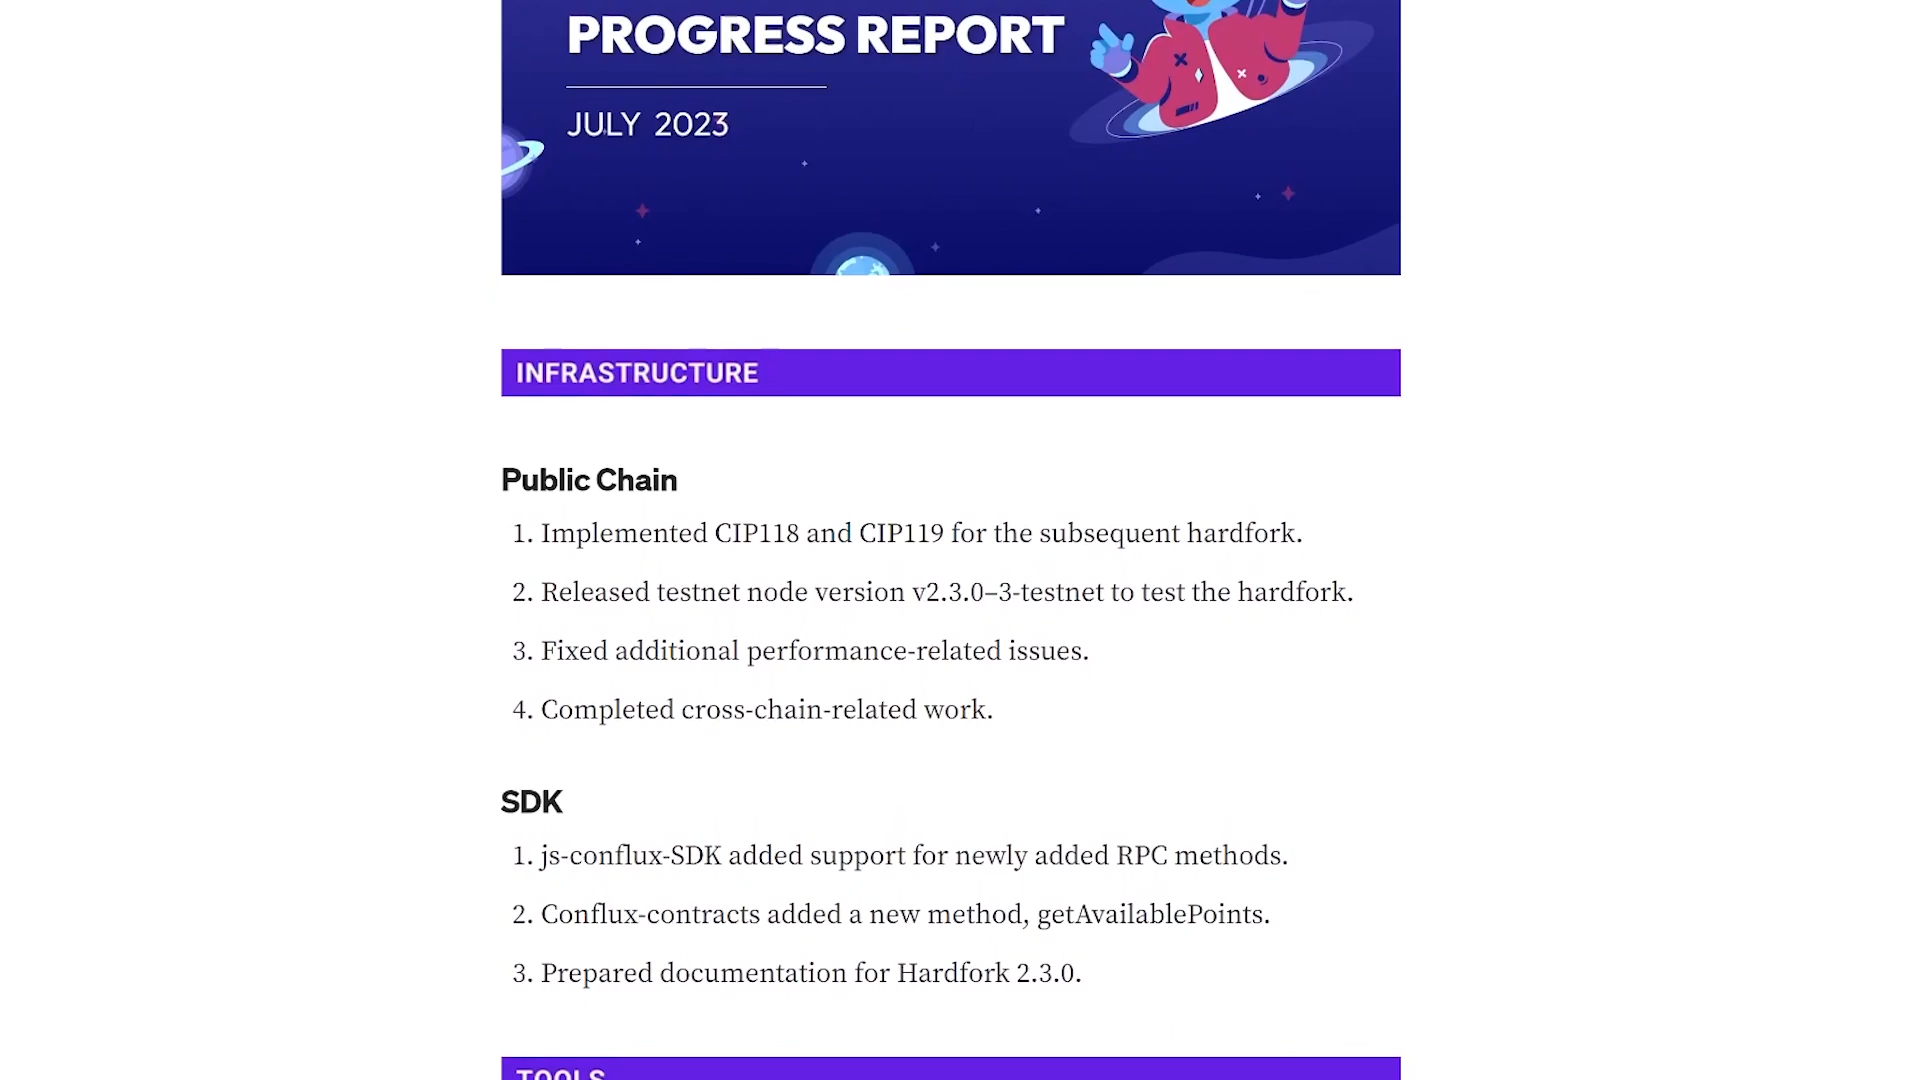 PROGRESS REPORT
JULY 2023
INFRASTRUCTURE
Public Chain
1. Implemented CIP118 and CIP119 for the subsequent hardfork.
2. Released testnet node version v2.3.0–3-testnet to test the hardfork.
3. Fixed additional performance-related issues.
4. Completed cross-chain-related work.
SDK
1. js-conflux-SDK added support for newly added RPC methods.
2. Conflux-contracts added a new method, getAvailablePoints.
3. Prepared documentation for Hardfork 2.3.0.
TOOLS